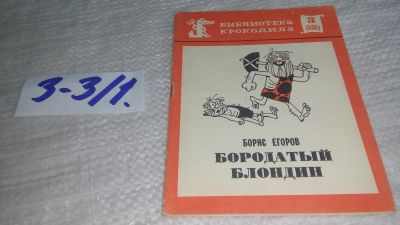 3-3/1.
БИБЛИОТЕКА
КРОКОДИЛА
3
БОРИС ЕГОРОВ
БОРОДАТЫЙ
БЛОНДИН